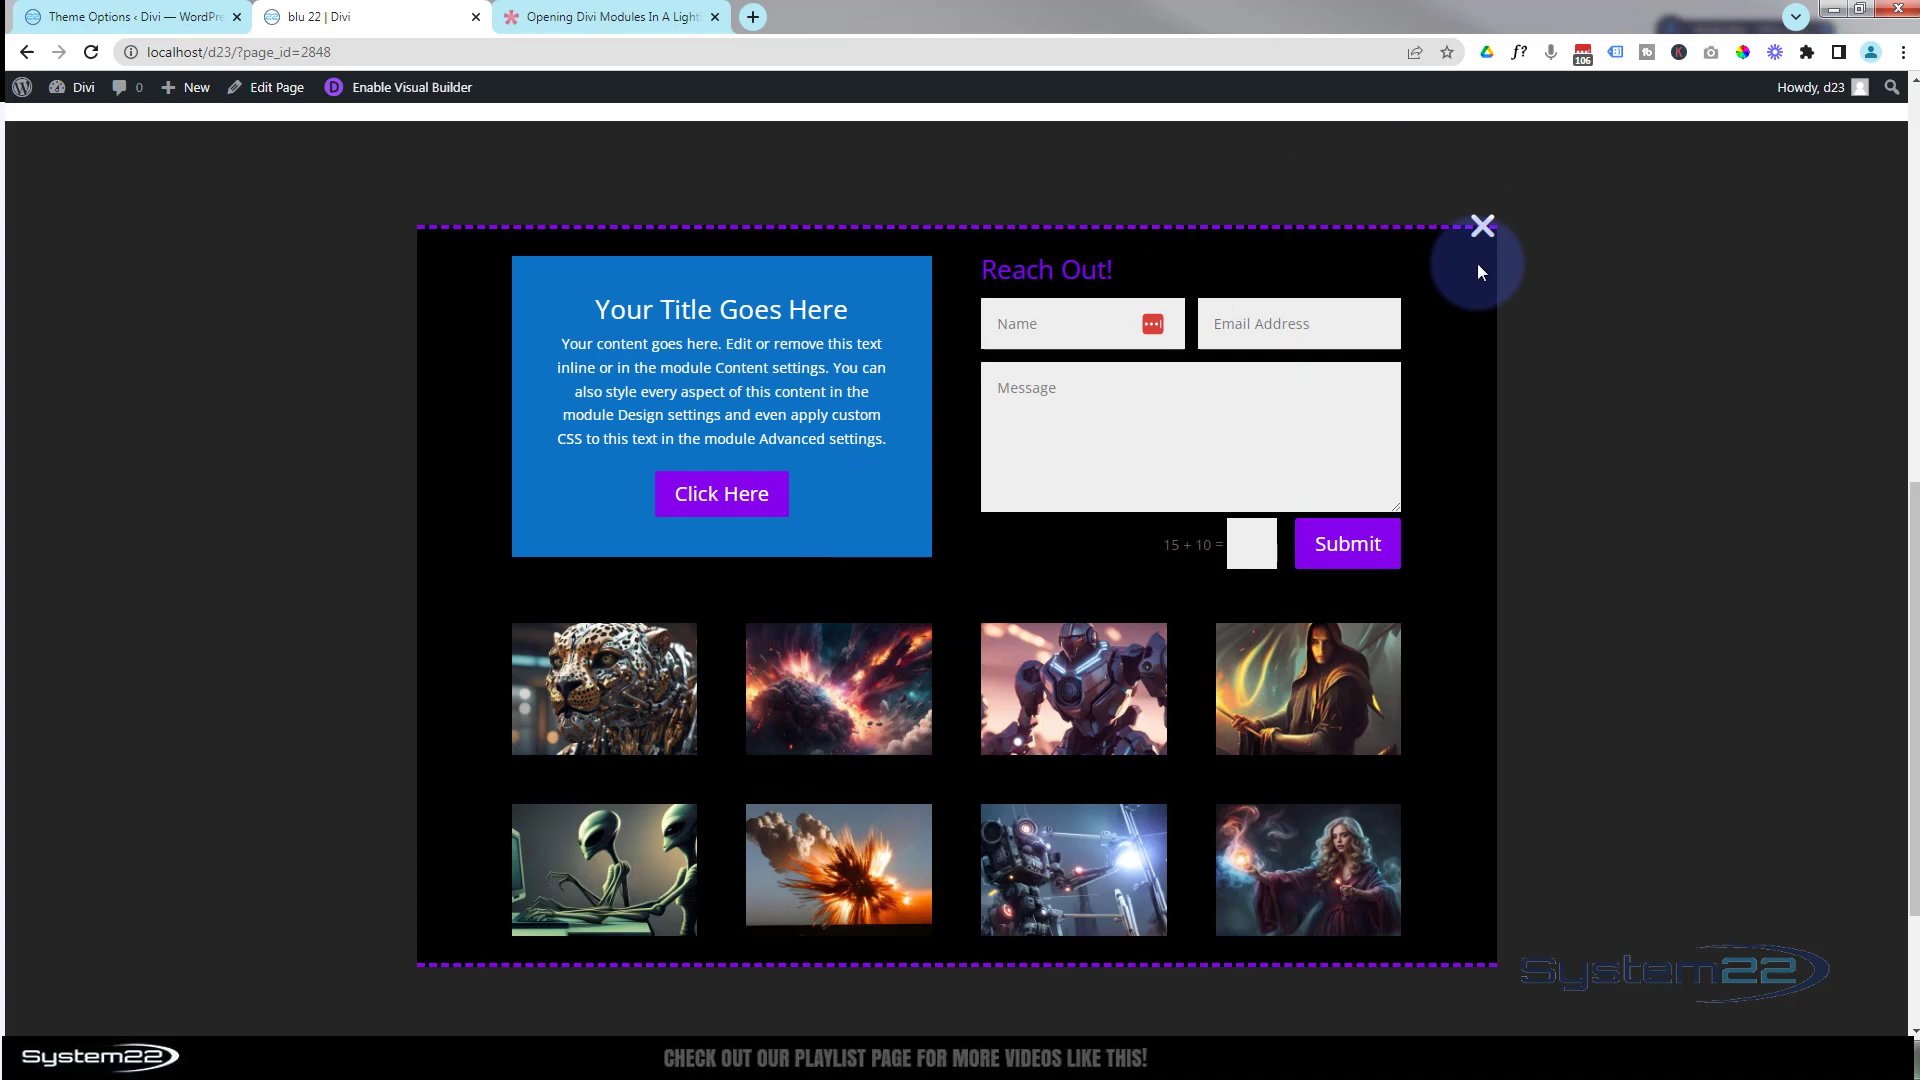 Theme Options ‹ Divi — WordPre
blu 22 | Divi
Opening Divi Modules In A Light
localhost/d23/?page_id=2848
f?
106
Divi
0
New
Edit Page
D
Enable Visual Builder
Howdy, d23
Your Title Goes Here
Your content goes here. Edit or remove this text
inline or in the module Content settings. You can
also style every aspect of this content in the
module Design settings and even apply custom
CSS to this text in the module Advanced settings.
Click Here
Reach Out!
Name
Email Address
Message
15 + 10 =
Submit
System22
System22
CHECK OUT OUR PLAYLIST PAGE FOR MORE VIDEOS LIKE THIS!